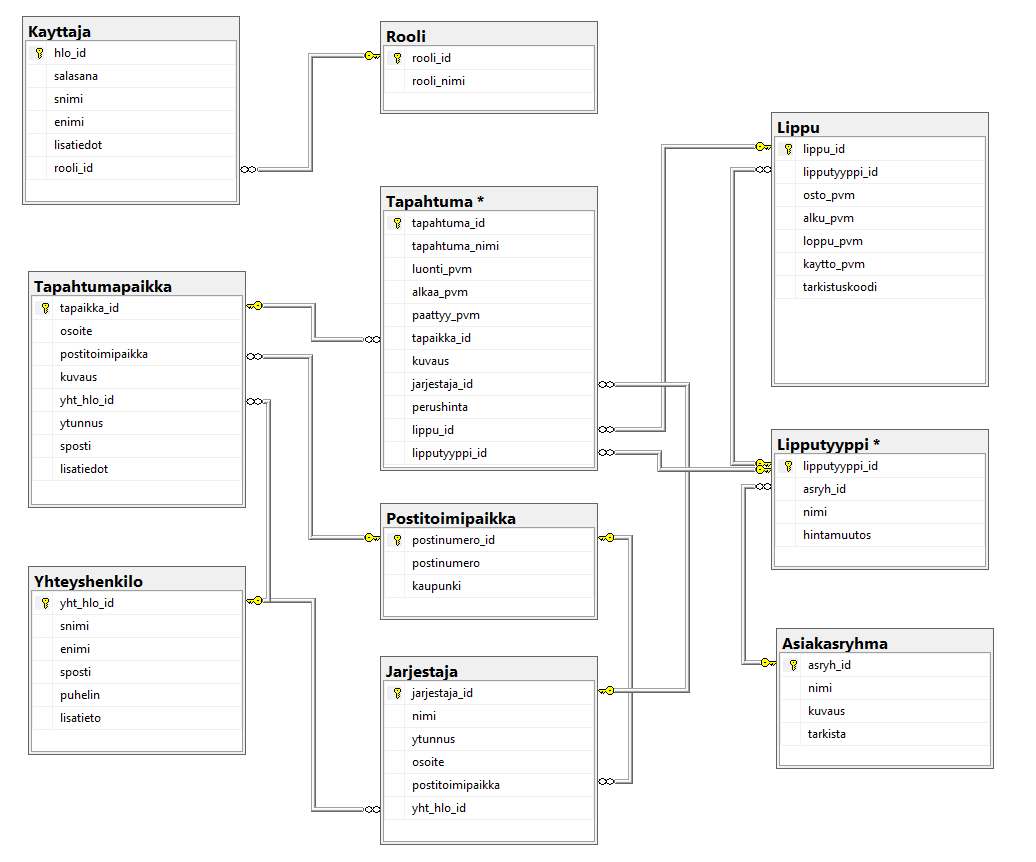 Kayttaja
hlo_id
salasana
snimi
enimi
lisatiedot
rooli_id
Rooli
rooli_id
rooli_nimi
Lippu
lippu_id
lipputyyppi_id
osto_pvm
alku_pvm
loppu_pvm
kaytto_pvm
tarkistuskoodi
Tapahtuma *
tapahtuma_id
tapahtuma_nimi
luonti_pvm
alkaa_pvm
paattyy_pvm
tapaikka_id
kuvaus
jarjestaja_id
perushinta
lippu_id
lipputyyppi_id
Tapahtumapaikka
tapaikka_id
osoite
postitoimipaikka
kuvaus
yht_hlo_id
ytunnus
sposti
lisatiedot
Lipputyyppi *
lipputyyppi_id
asryh_id
nimi
hintamuutos
Postitoimipaikka
postinumero_id
postinumero
kaupunki
Yhteyshenkilo
yht_hlo_id
snimi
enimi
sposti
puhelin
lisatieto
Jarjestaja
jarjestaja_id
nimi
ytunnus
osoite
postitoimipaikka
yht_hlo_id
Asiakasryhma
asryh_id
nimi
kuvaus
tarkista